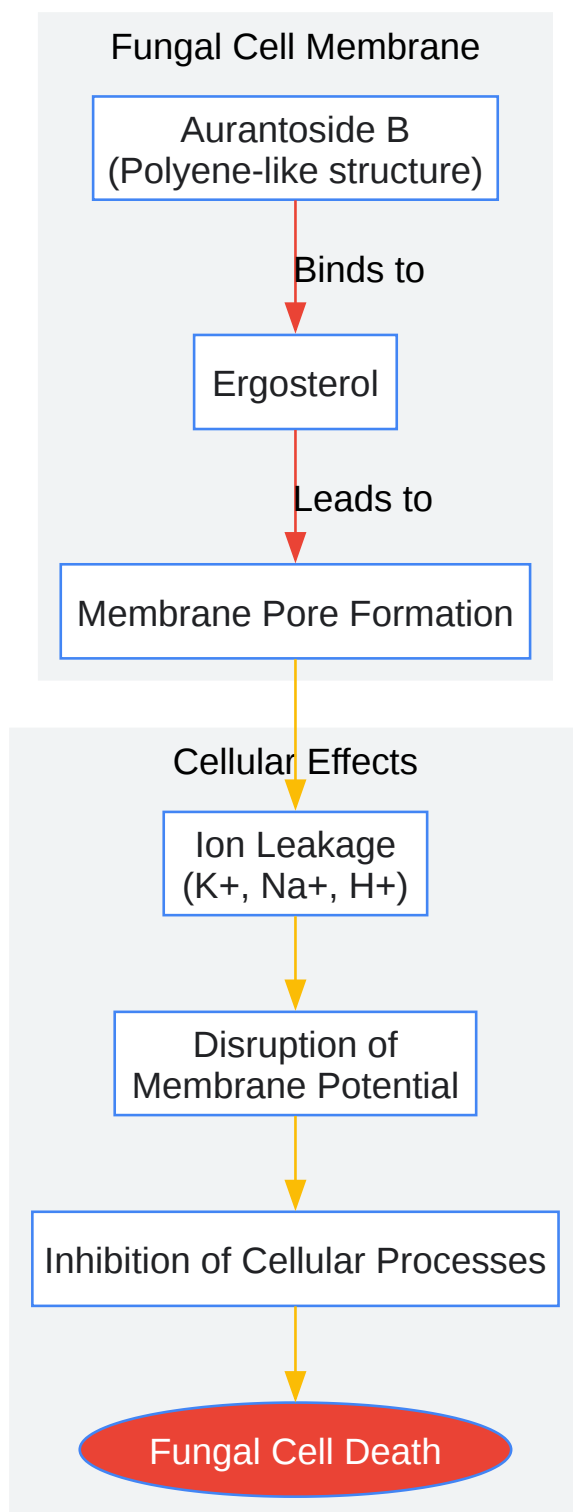 Fungal Cell Membrane
Aurantoside B
(Polyene-like structure)
Binds to
Ergosterol
Leads to
Membrane Pore Formation
Cellular Effects
Ion Leakage
(K+, Na+, H+)
Disruption of
Membrane Potential
Inhibition of Cellular Processes
Fungal Cell Death